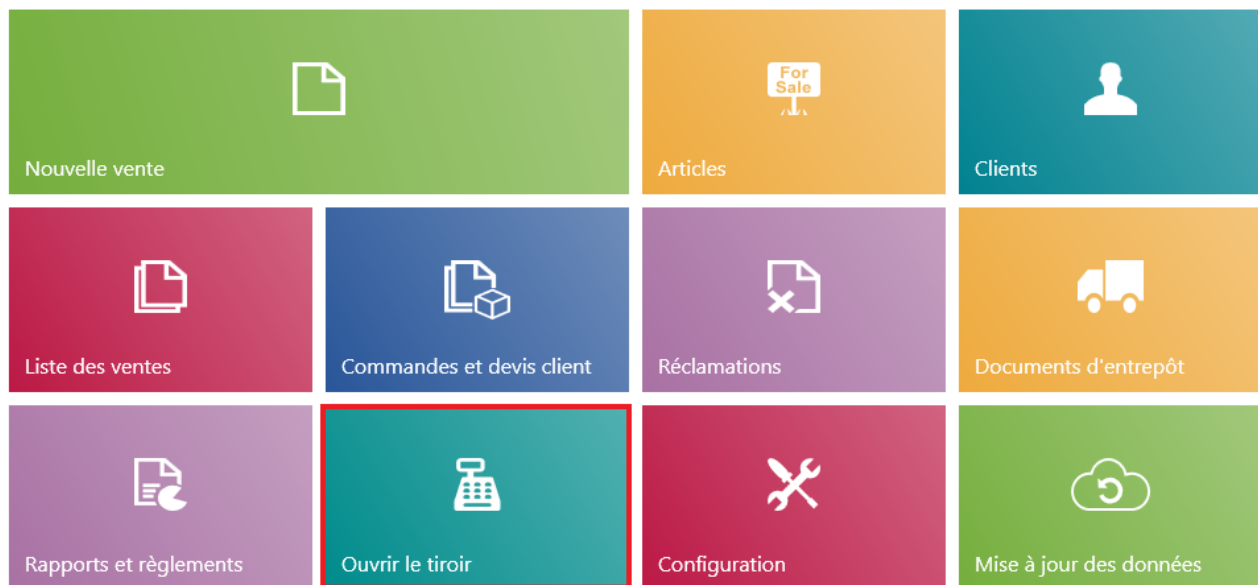 For
Sale
Nouvelle vente
Articles
Clients
Liste des ventes
Commandes et devis client
Réclamations
Documents d'entrepôt
Rapports et règlements
Ouvrir le tiroir
Configuration
Mise à jour des données